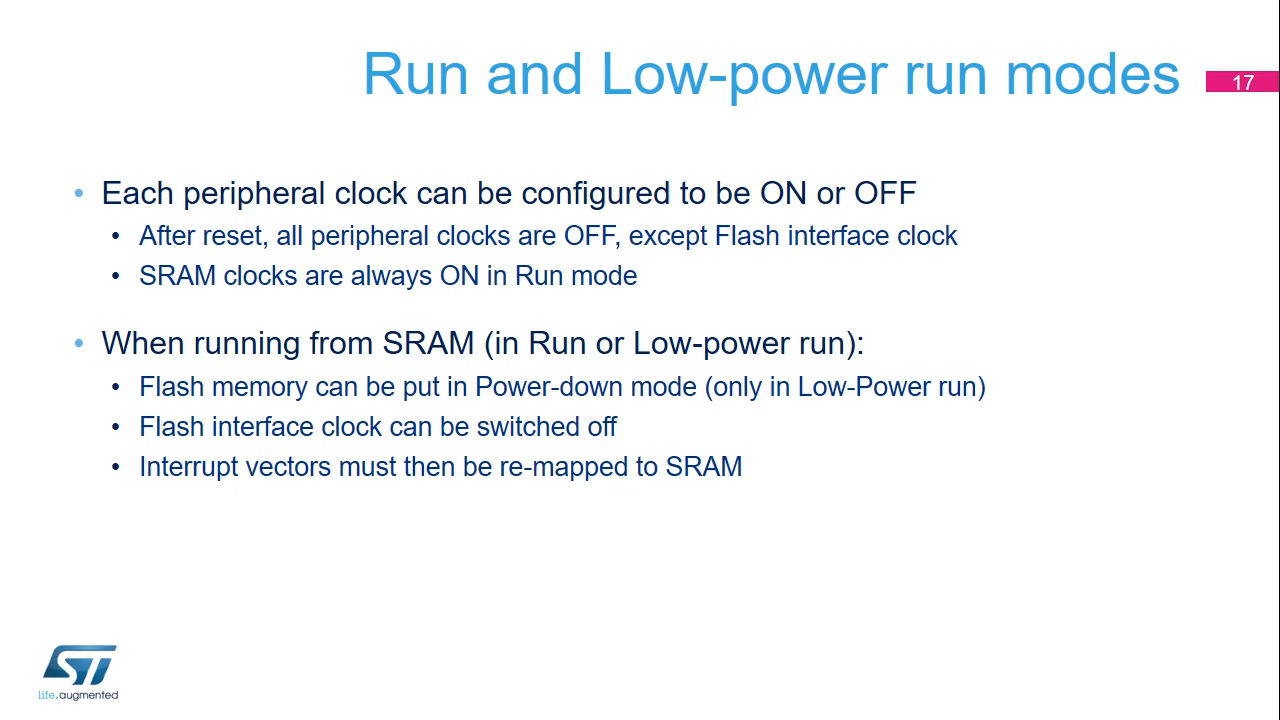 Run and Low-power run modes
17
• Each peripheral clock can be configured to be ON or OFF
• After reset, all peripheral clocks are OFF, except Flash interface clock
• SRAM clocks are always ON in Run mode
• When running from SRAM (in Run or Low-power run):
• Flash memory can be put in Power-down mode (only in Low-Power run)
• Flash interface clock can be switched off
• Interrupt vectors must then be re-mapped to SRAM
ST
life.augmented